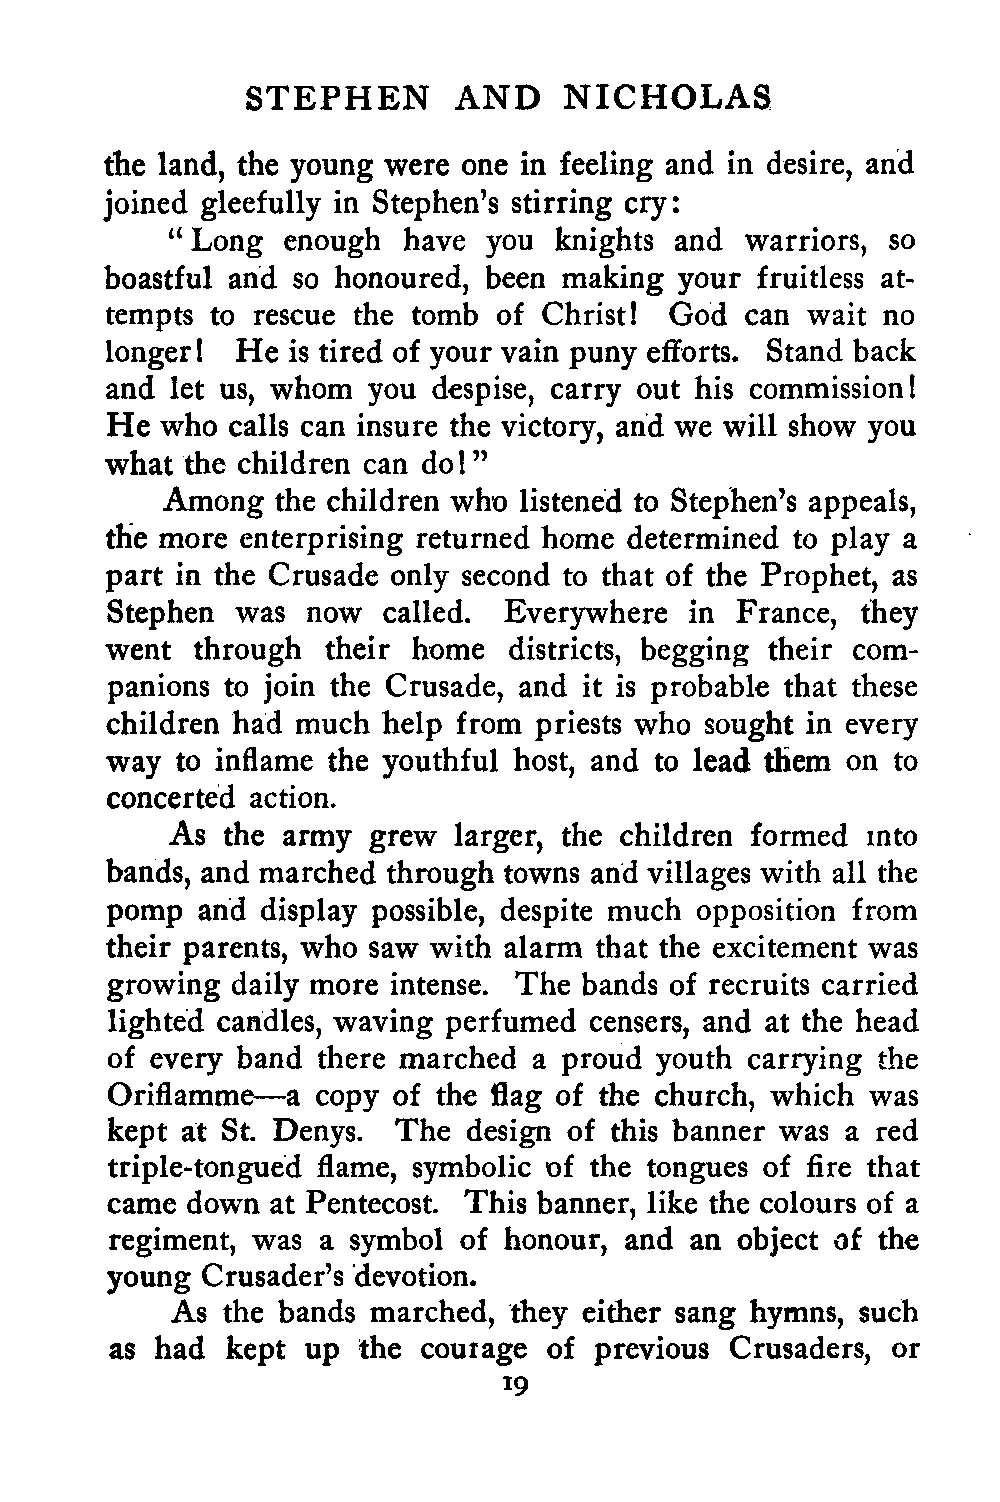 STEPHEN AND NICHOLAS
the land, the young were one in feeling and in desire, and
joined gleefully in Stephen's stirring cry:
“Long enough have you knights and warriors, so
boastful and so honoured, been making your fruitless at-
tempts to rescue the tomb of Christ! God can wait no
longer! He is tired of your vain puny efforts. Stand back
and let us, whom you despise, carry out his commission!
He who calls can insure the victory, and we will show you
what the children can do!”
Among the children who listened to Stephen's appeals,
the more enterprising returned home determined to play a
part in the Crusade only second to that of the Prophet, as
Stephen was now called. Everywhere in France, they
went through their home districts, begging their com-
panions to join the Crusade, and it is probable that these
children had much help from priests who sought in every
way to inflame the youthful host, and to lead them on to
concerted action.
As the army grew larger, the children formed into
bands, and marched through towns and villages with all the
pomp and display possible, despite much opposition from
their parents, who saw with alarm that the excitement was
growing daily more intense. The bands of recruits carried
lighted candles, waving perfumed censers, and at the head
of every band there marched a proud youth carrying the
Oriflamme—a copy of the flag of the church, which was
kept at St. Denys. The design of this banner was a red
triple-tongued flame, symbolic of the tongues of fire that
came down at Pentecost. This banner, like the colours of a
regiment, was a symbol of honour, and an object of the
young Crusader's devotion.
As the bands marched, they either sang hymns, such
as had kept up the courage of previous Crusaders, or
19